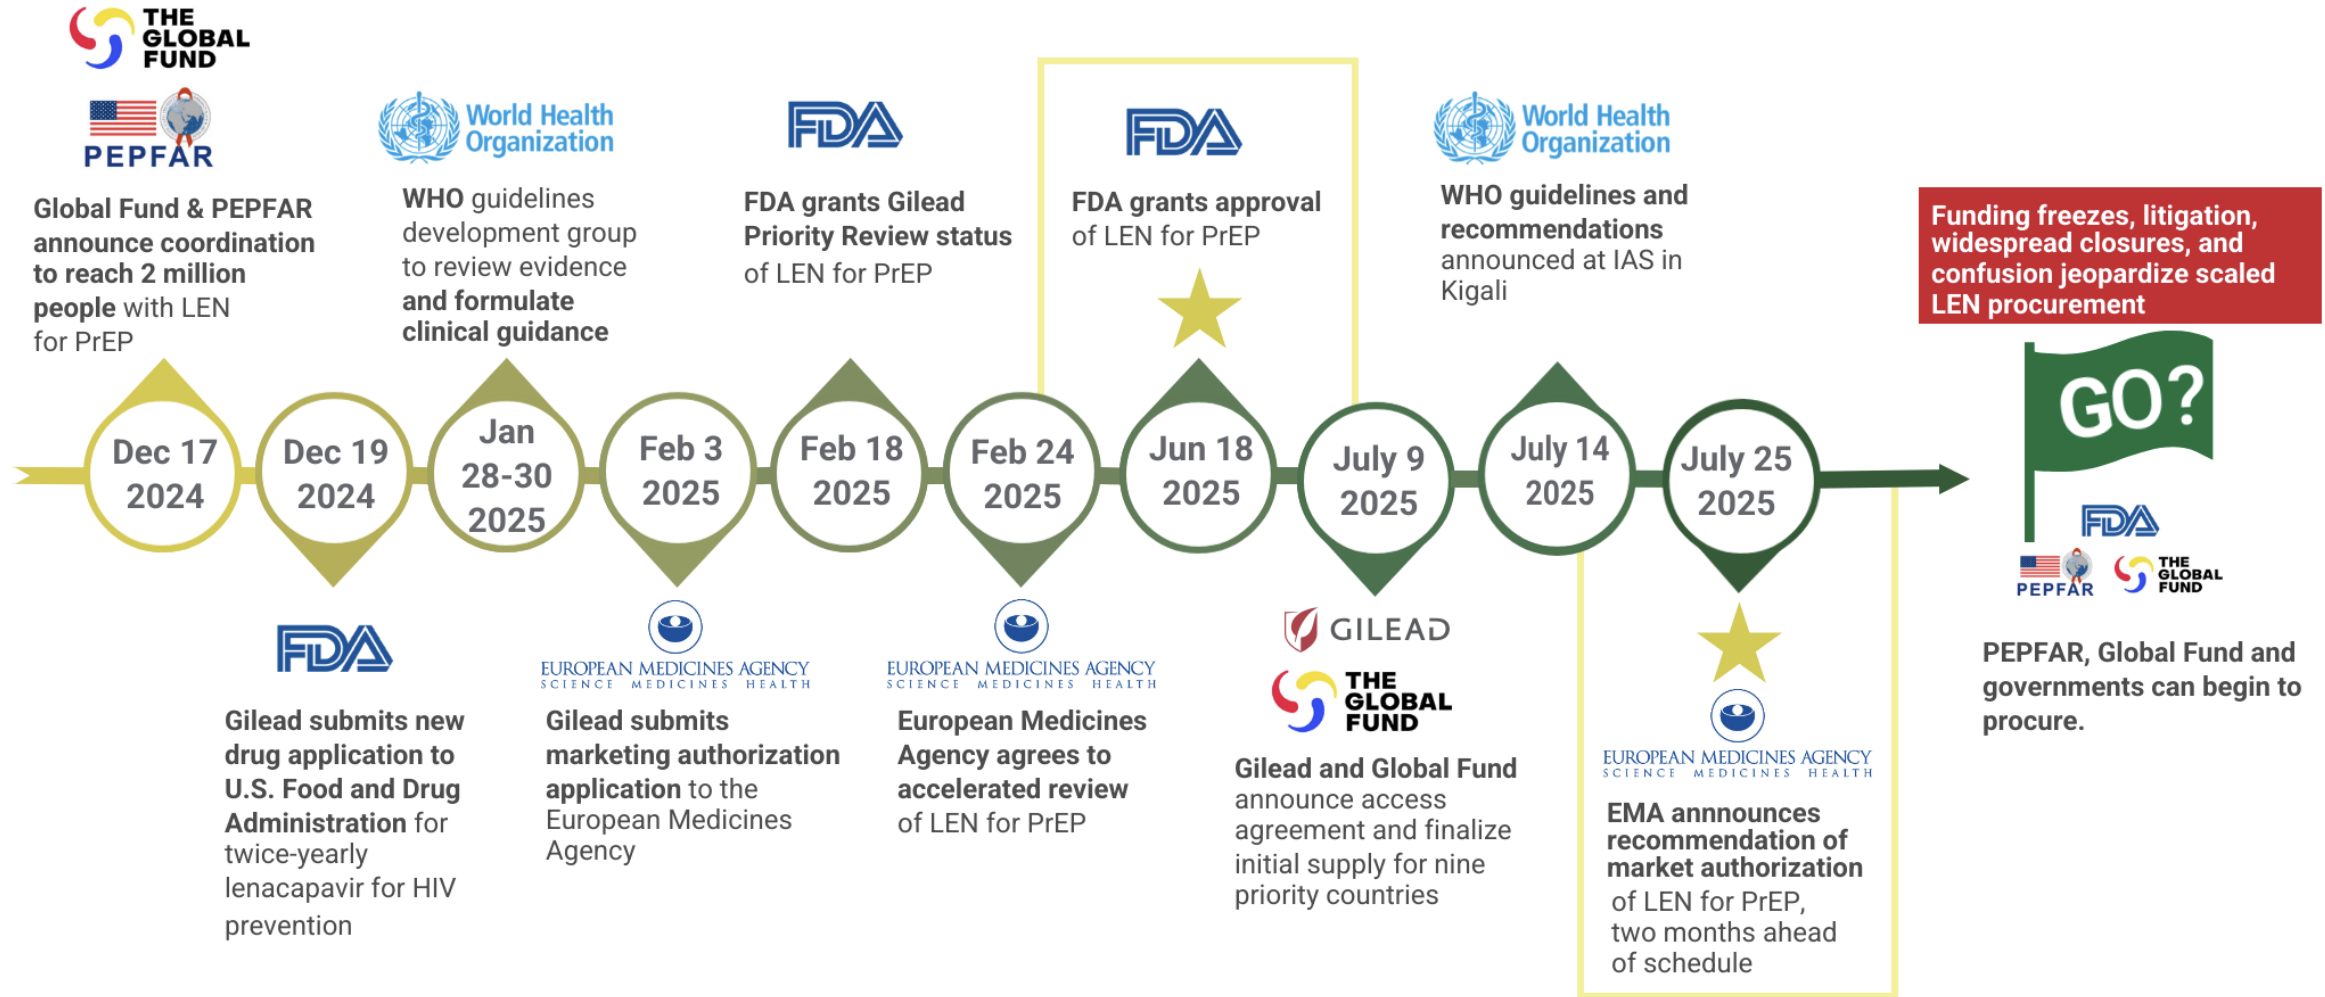 THE
GLOBAL
FUND
PEPFAR
Global Fund & PEPFAR
announce coordination
to reach 2 million
people with LEN
for PrEP
World Health
Organization
WHO guidelines
development group
to review evidence
and formulate
clinical guidance
FDA
FDA grants Gilead
Priority Review status
of LEN for PrEP
FDA
FDA grants approval
of LEN for PrEP
World Health
Organization
WHO guidelines and
recommendations
announced at IAS in
Kigali
Funding freezes, litigation,
widespread closures, and
confusion jeopardize scaled
LEN procurement
GO?
Dec 17
2024
Dec 19
2024
Jan
28-30
2025
Feb 3
2025
Feb 18
2025
Feb 24
2025
Jun 18
2025
July 9
2025
July 14
2025
July 25
2025
FDA
Gilead submits new
drug application to
U.S. Food and Drug
Administration for
twice-yearly
lenacapavir for HIV
prevention
EUROPEAN MEDICINES AGENCY
SCIENCE MEDICINES HEALTH
Gilead submits
marketing authorization
application to the
European Medicines
Agency
EUROPEAN MEDICINES AGENCY
SCIENCE MEDICINES HEALTH
European Medicines
Agency agrees to
accelerated review
of LEN for PrEP
GILEAD
THE
GLOBAL
FUND
Gilead and Global Fund
announce access
agreement and finalize
initial supply for nine
priority countries
EUROPEAN MEDICINES AGENCY
SCIENCE MEDICINES HEALTH
EMA annnounces
recommendation of
market authorization
of LEN for PrEP,
two months ahead
of schedule
FDA
PEPFAR
THE
GLOBAL
FUND
PEPFAR, Global Fund and
governments can begin to
procure.